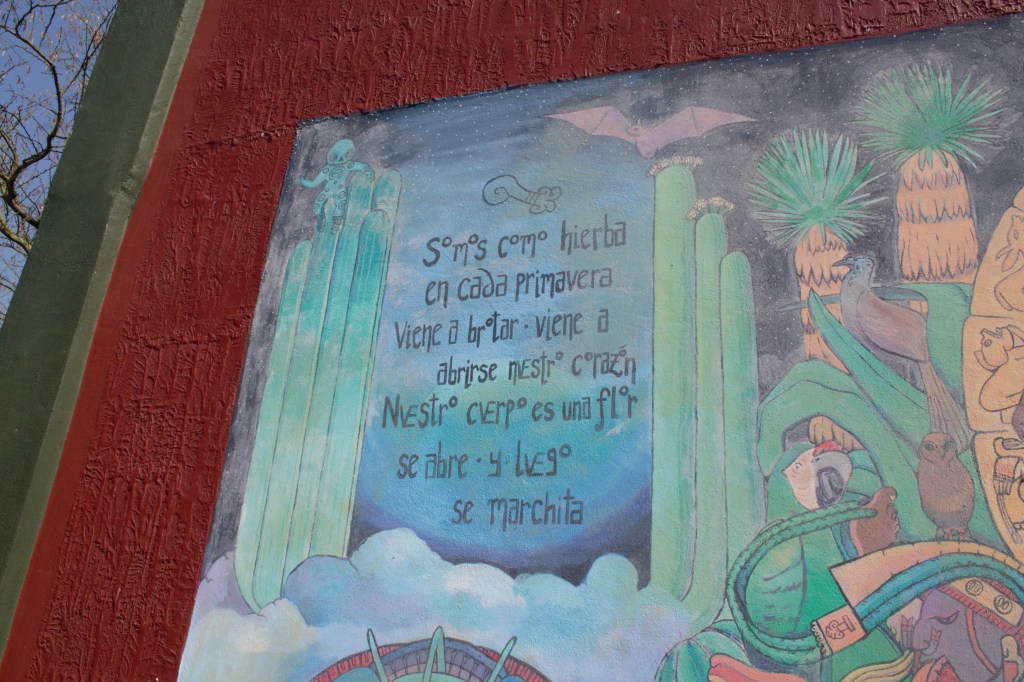 Somos como hierba
en cada primavera
Viene a brotar · viene a
abrirse nuestro corazón
Nuestro cuerpo es una flor
se abre · y · luego
se marchita